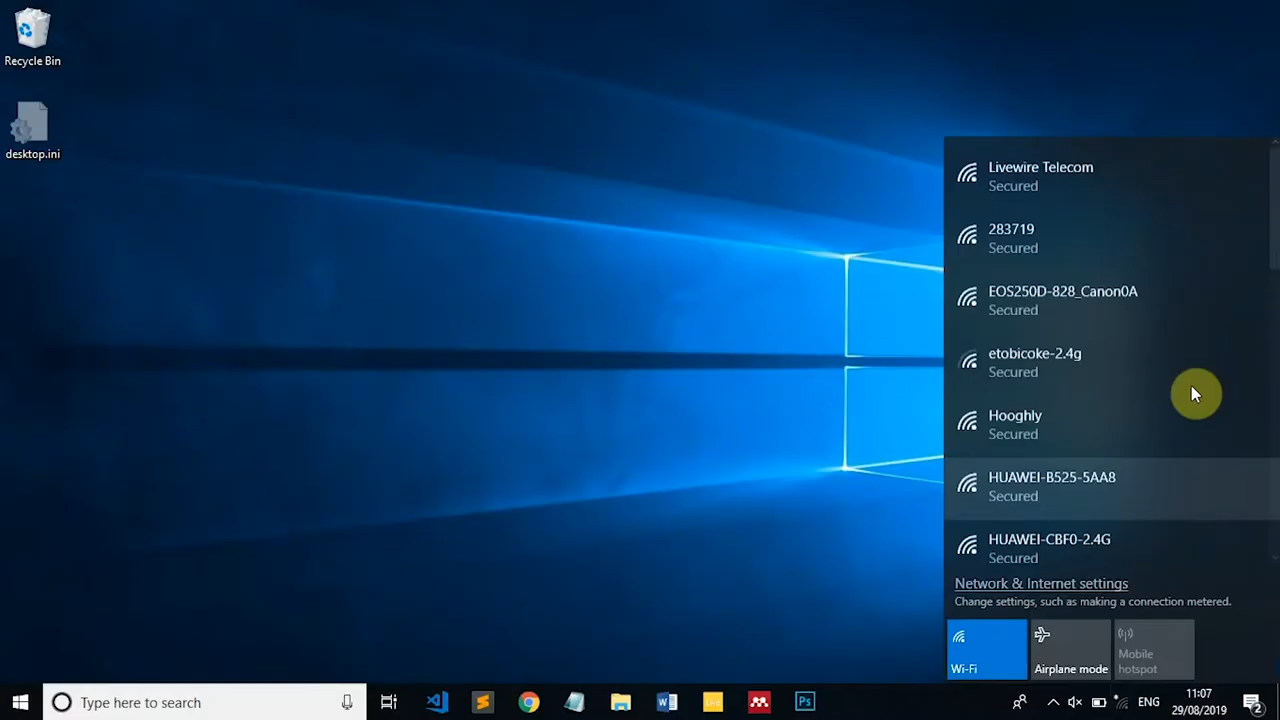 Recycle Bin
desktop.ini
Livewire Telecom
Secured
283719
Secured
EOS250D-828_Canon0A
Secured
etobicoke-2.4g
Secured
Hooghly
Secured
HUAWEI-B525-5AA8
Secured
HUAWEI-CBF0-2.4G
Secured
Network & Internet settings
Change settings, such as making a connection metered.
Wi-Fi
Airplane mode
Mobile
hotspot
Type here to search
Ps
ENG
11:07
29/08/2019
2